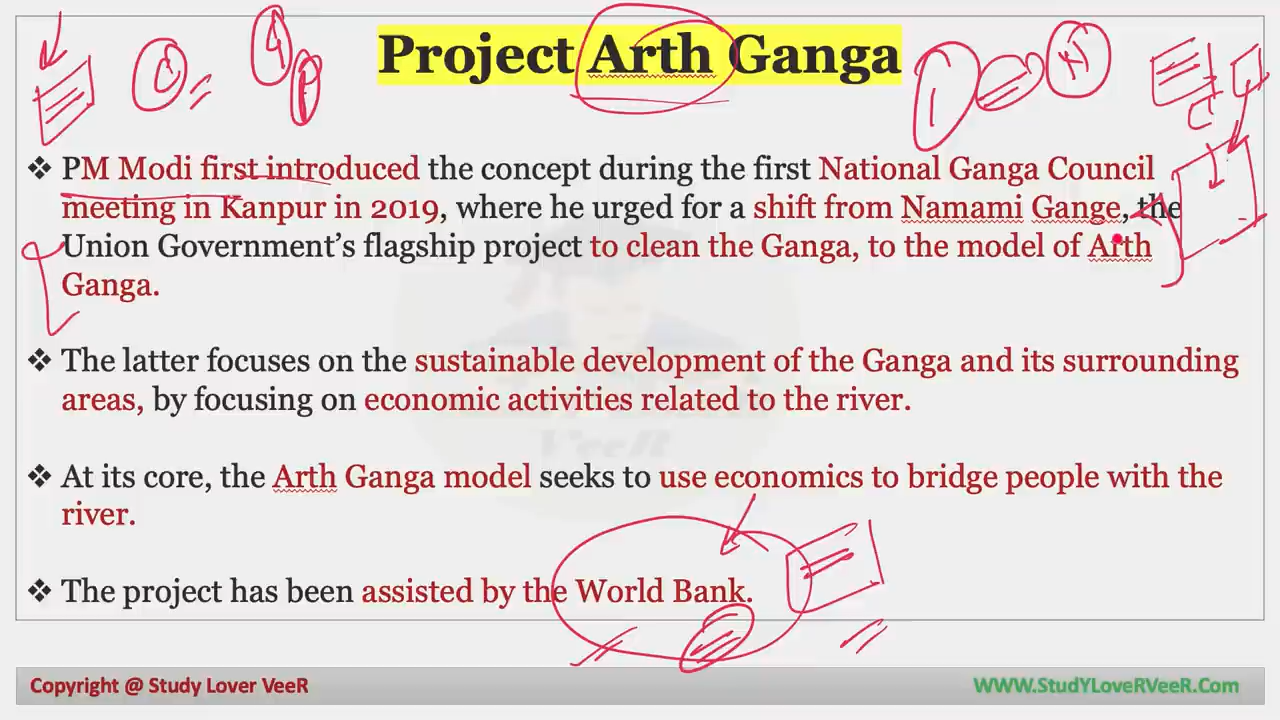 Project Arth Ganga
❖ PM Modi first introduced the concept during the first National Ganga Council
meeting in Kanpur in 2019, where he urged for a shift from Namami Gange, the
Union Government’s flagship project to clean the Ganga, to the model of Arth
Ganga.
❖ The latter focuses on the sustainable development of the Ganga and its surrounding
areas, by focusing on economic activities related to the river.
❖ At its core, the Arth Ganga model seeks to use economics to bridge people with the
river.
❖ The project has been assisted by the World Bank.
VeeR
Copyright @ Study Lover VeeR
WWW.StudYLoveRVeeR.Com